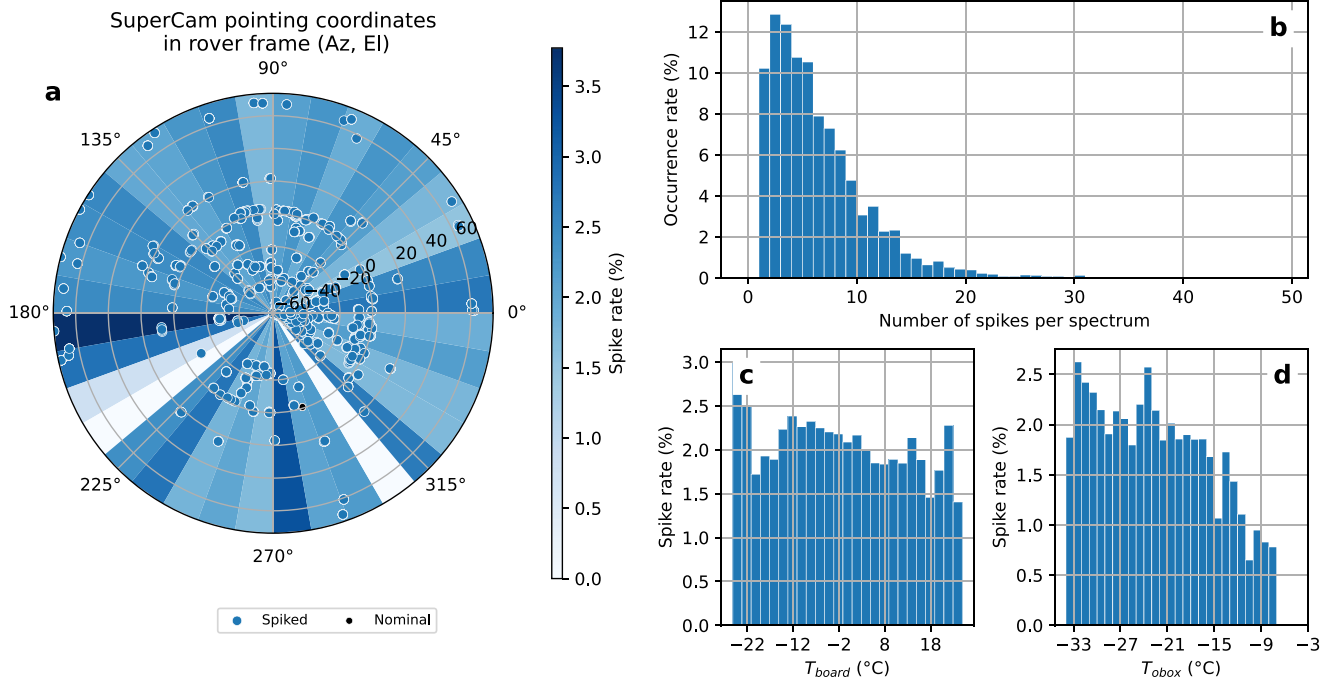 SuperCam pointing coordinates
in rover frame (Az, El)
a
90°
135°
45°
180°
0°
225°
315°
270°
−60
−40
−20
0
20
40
60
3.5
3.0
2.5
2.0
1.5
1.0
0.5
0.0
Spike rate (%)
Spiked
Nominal
b
12
10
8
6
4
2
0
Occurrence rate (%)
0 10 20 30 40 50
Number of spikes per spectrum
c
3.0
2.5
2.0
1.5
1.0
0.5
0.0
Spike rate (%)
−22 −12 −2 8 18
T_board (°C)
d
2.5
2.0
1.5
1.0
0.5
0.0
Spike rate (%)
−33 −27 −21 −15 −9 −3
T_obox (°C)